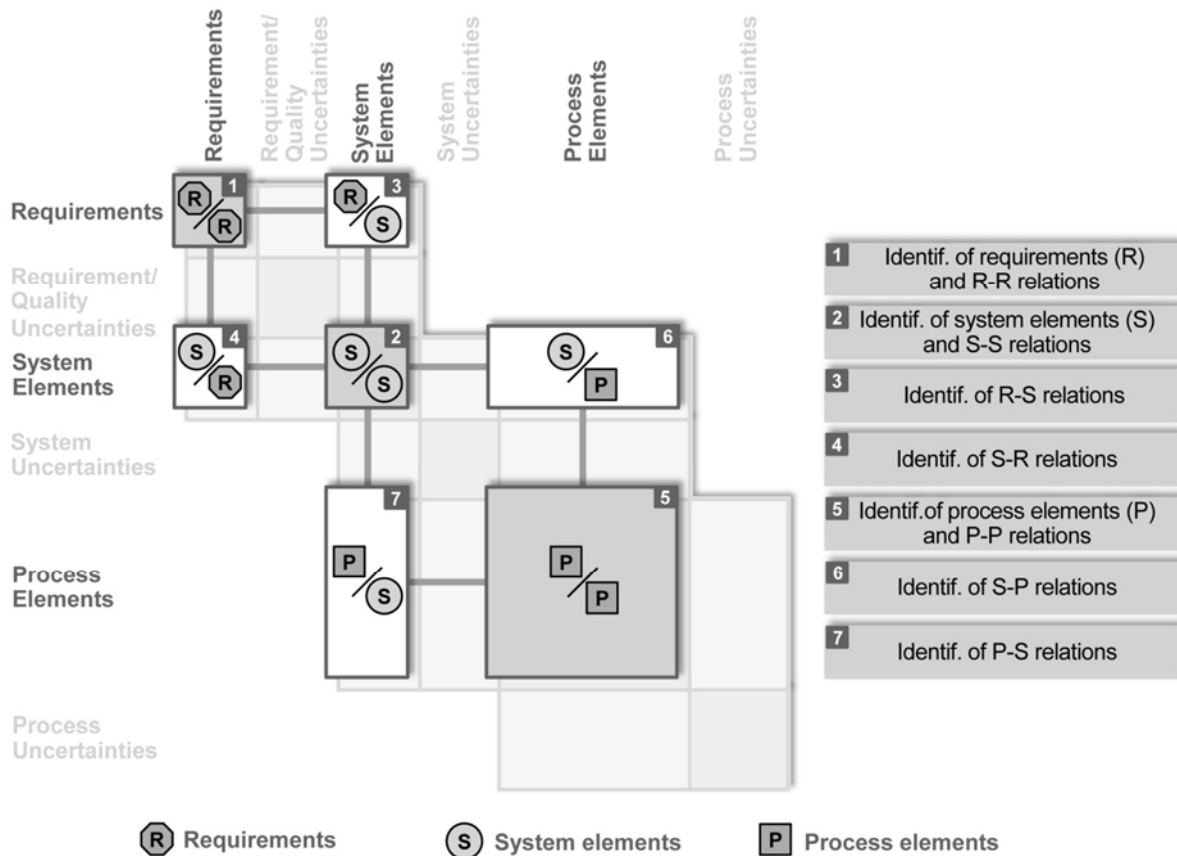 Requirements
Requirement/
Quality
Uncertainties
System
Elements
System
Uncertainties
Process
Elements
Process
Uncertainties
Requirements
R
R
1
R
S
3
Requirement/
Quality
Uncertainties
System
Elements
S
R
4
S
S
2
S
P
6
System
Uncertainties
Process
Elements
P
S
7
P
P
5
Process
Uncertainties
1 Identif. of requirements (R)
and R-R relations
2 Identif. of system elements (S)
and S-S relations
3 Identif. of R-S relations
4 Identif. of S-R relations
5 Identif.of process elements (P)
and P-P relations
6 Identif. of S-P relations
7 Identif. of P-S relations
R Requirements
S System elements
P Process elements